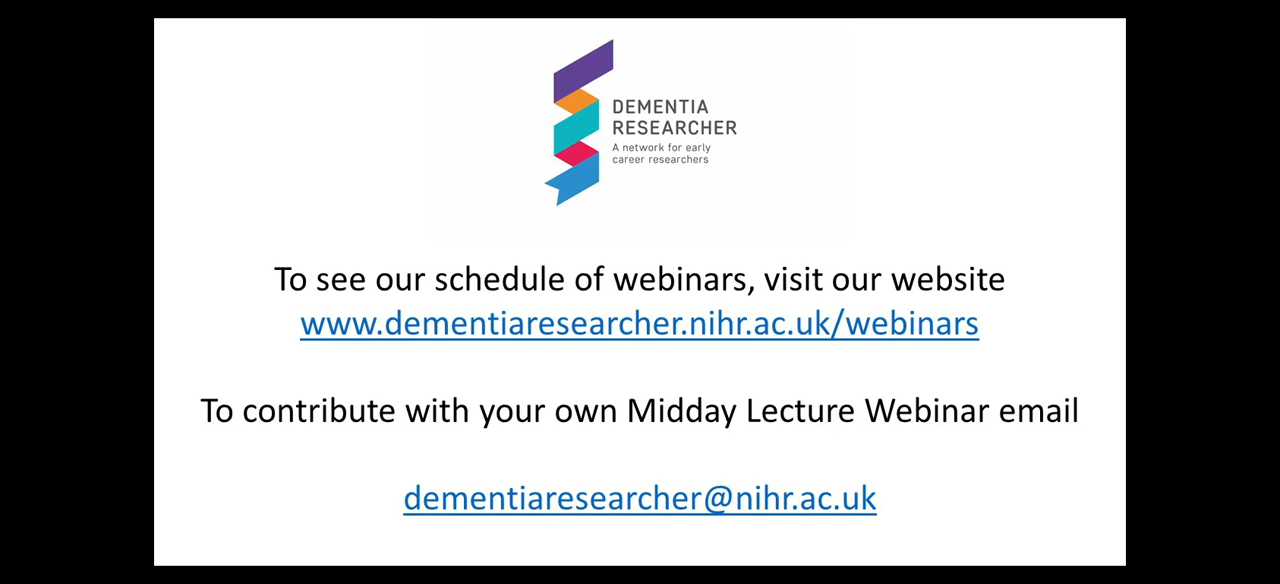 DEMENTIA
RESEARCHER
A network for early
career researchers
To see our schedule of webinars, visit our website
www.dementiaresearcher.nihr.ac.uk/webinars
To contribute with your own Midday Lecture Webinar email
dementiaresearcher@nihr.ac.uk